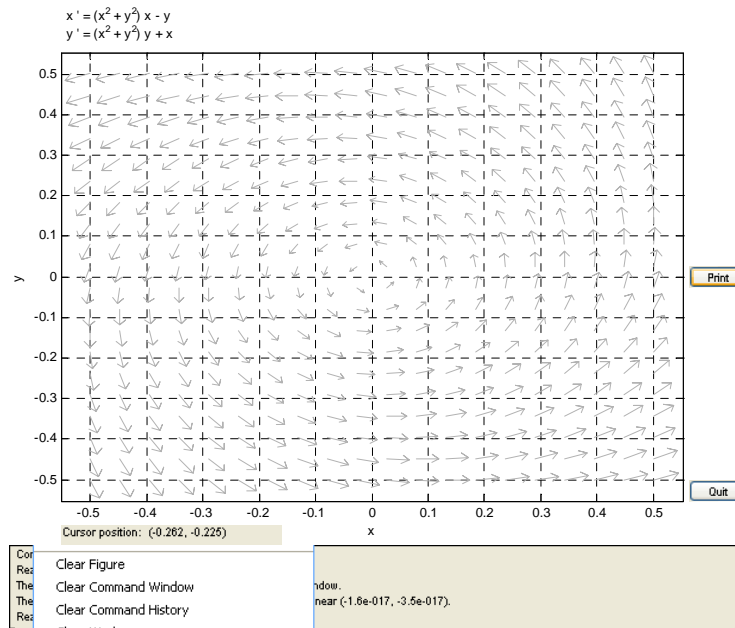 x ' = (x² + y²) x - y
y ' = (x² + y²) y + x
0.5
0.4
0.3
0.2
0.1
0
-0.1
-0.2
-0.3
-0.4
-0.5
y
-0.5 -0.4 -0.3 -0.2 -0.1 0 0.1 0.2 0.3 0.4 0.5
x
Print
Quit
Cursor position: (-0.262, -0.225)
Clear Figure
Clear Command Window
Clear Command History
The
The near (-1.6e-017, -3.5e-017).